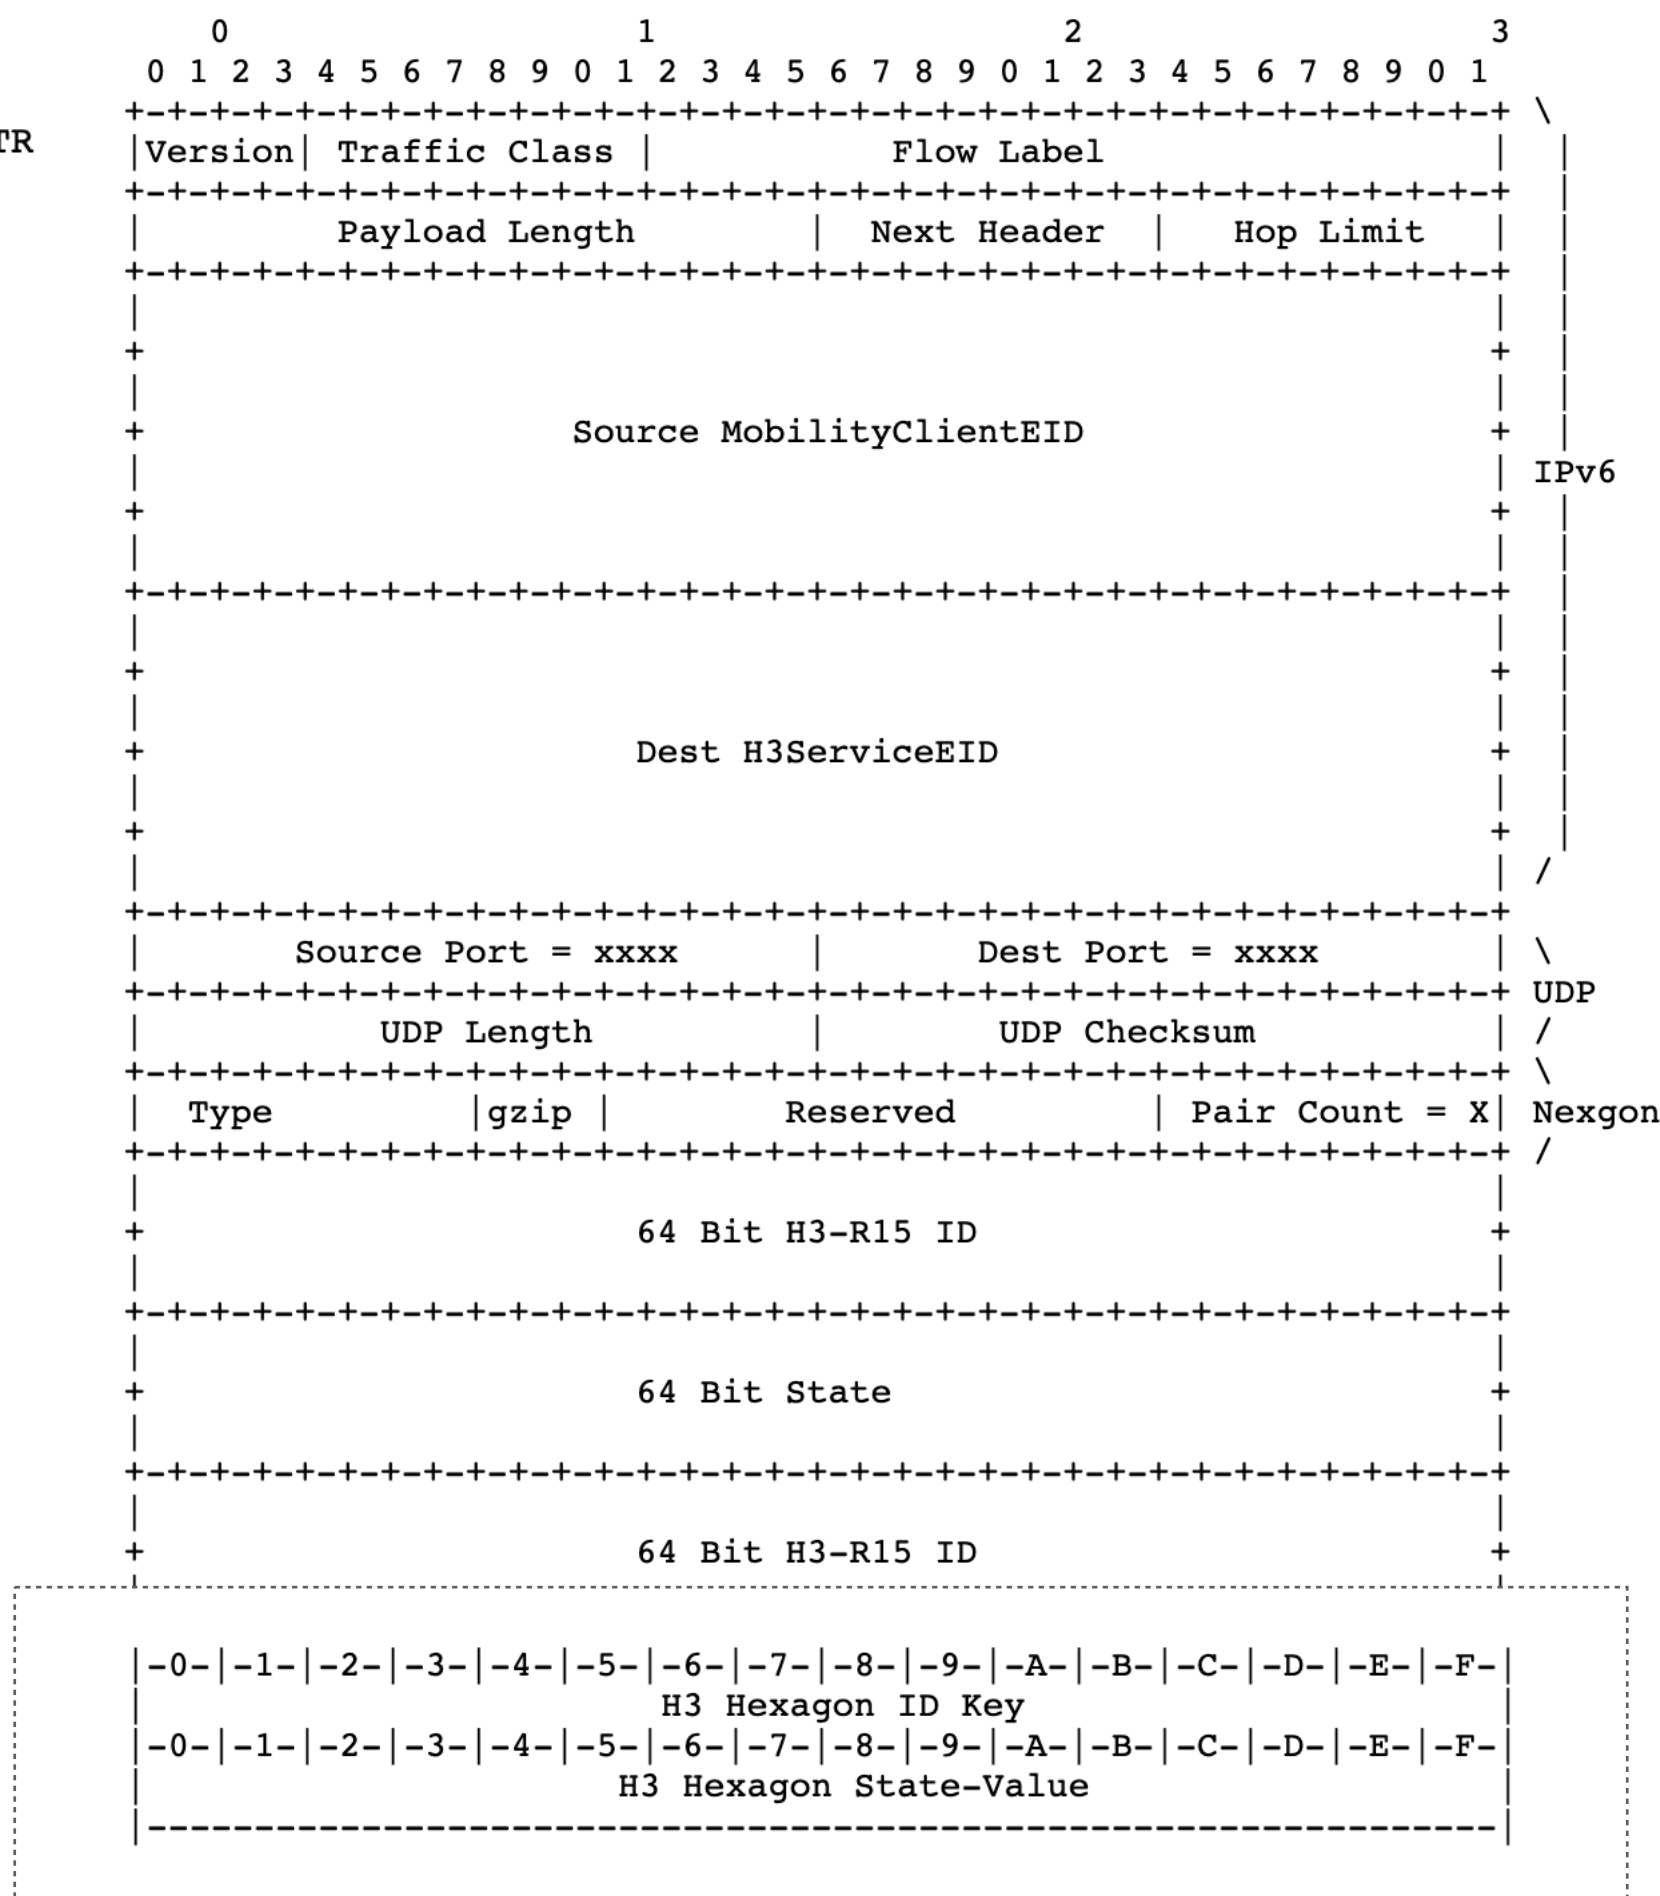 0                   1                   2                   3
         0 1 2 3 4 5 6 7 8 9 0 1 2 3 4 5 6 7 8 9 0 1 2 3 4 5 6 7 8 9 0 1
        +-+-+-+-+-+-+-+-+-+-+-+-+-+-+-+-+-+-+-+-+-+-+-+-+-+-+-+-+-+-+-+-+ \
TR      |Version| Traffic Class |           Flow Label                  |  |
        +-+-+-+-+-+-+-+-+-+-+-+-+-+-+-+-+-+-+-+-+-+-+-+-+-+-+-+-+-+-+-+-+  |
        |         Payload Length        |  Next Header  |   Hop Limit   |  |
        +-+-+-+-+-+-+-+-+-+-+-+-+-+-+-+-+-+-+-+-+-+-+-+-+-+-+-+-+-+-+-+-+  |
        |                                                               |  |
        +                                                               +  |
        |                                                               |  |
        +                    Source MobilityClientEID                   +  |
        |                                                               | IPv6
        +                                                               +  |
        |                                                               |  |
        +-+-+-+-+-+-+-+-+-+-+-+-+-+-+-+-+-+-+-+-+-+-+-+-+-+-+-+-+-+-+-+-+  |
        |                                                               |  |
        +                                                               +  |
        |                                                               |  |
        +                       Dest H3ServiceEID                       +  |
        |                                                               |  |
        +                                                               +  |
        |                                                               | /
        +-+-+-+-+-+-+-+-+-+-+-+-+-+-+-+-+-+-+-+-+-+-+-+-+-+-+-+-+-+-+-+-+
        |       Source Port = xxxx      |       Dest Port = xxxx        | \
        +-+-+-+-+-+-+-+-+-+-+-+-+-+-+-+-+-+-+-+-+-+-+-+-+-+-+-+-+-+-+-+-+ UDP
        |           UDP Length          |        UDP Checksum           | /
        +-+-+-+-+-+-+-+-+-+-+-+-+-+-+-+-+-+-+-+-+-+-+-+-+-+-+-+-+-+-+-+-+ \
        |  Type         |gzip |        Reserved         | Pair Count = X| Nexgon
        +-+-+-+-+-+-+-+-+-+-+-+-+-+-+-+-+-+-+-+-+-+-+-+-+-+-+-+-+-+-+-+-+ /
        |                                                               |
        +                       64 Bit H3-R15 ID                        +
        |                                                               |
        +-+-+-+-+-+-+-+-+-+-+-+-+-+-+-+-+-+-+-+-+-+-+-+-+-+-+-+-+-+-+-+-+
        |                                                               |
        +                       64 Bit State                            +
        |                                                               |
        +-+-+-+-+-+-+-+-+-+-+-+-+-+-+-+-+-+-+-+-+-+-+-+-+-+-+-+-+-+-+-+-+
        |                                                               |
        +                       64 Bit H3-R15 ID                        +
        |-0-|-1-|-2-|-3-|-4-|-5-|-6-|-7-|-8-|-9-|-A-|-B-|-C-|-D-|-E-|-F-|
        |                        H3 Hexagon ID Key                      |
        |-0-|-1-|-2-|-3-|-4-|-5-|-6-|-7-|-8-|-9-|-A-|-B-|-C-|-D-|-E-|-F-|
        |                      H3 Hexagon State-Value                   |
        |---------------------------------------------------------------|